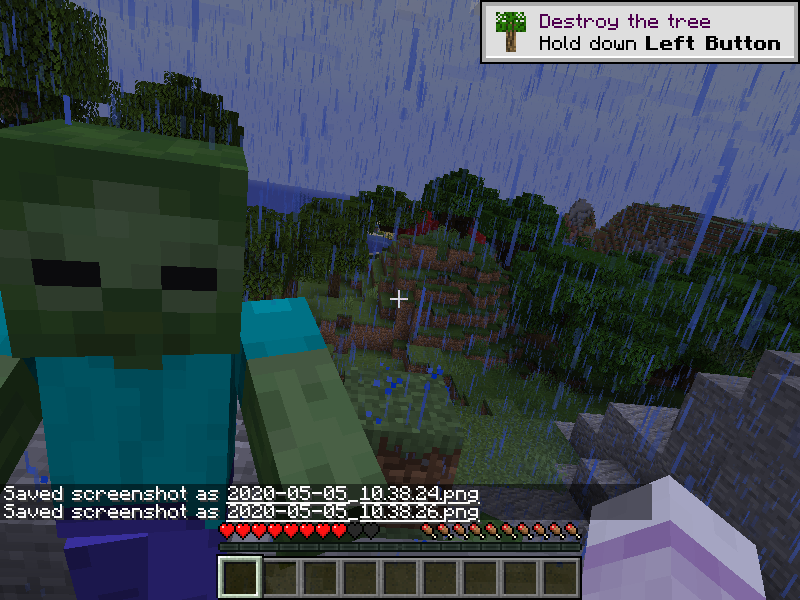 Destroy the tree
Hold down Left Button
Saved screenshot as 2020-05-05_10.38.24.png
Saved screenshot as 2020-05-05_10.38.26.png